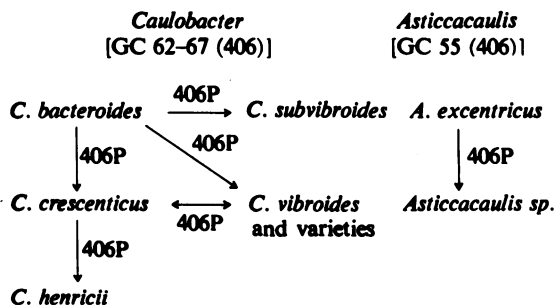 Caulobacter Asticcacaulis
[GC 62–67 (406)] [GC 55 (406)]
406P
C. bacteroides C. subvibroides A. excentricus
406P 406P 406P
C. crescenticus C. vibroides Asticcacaulis sp.
406P and varieties
406P
C. henricii